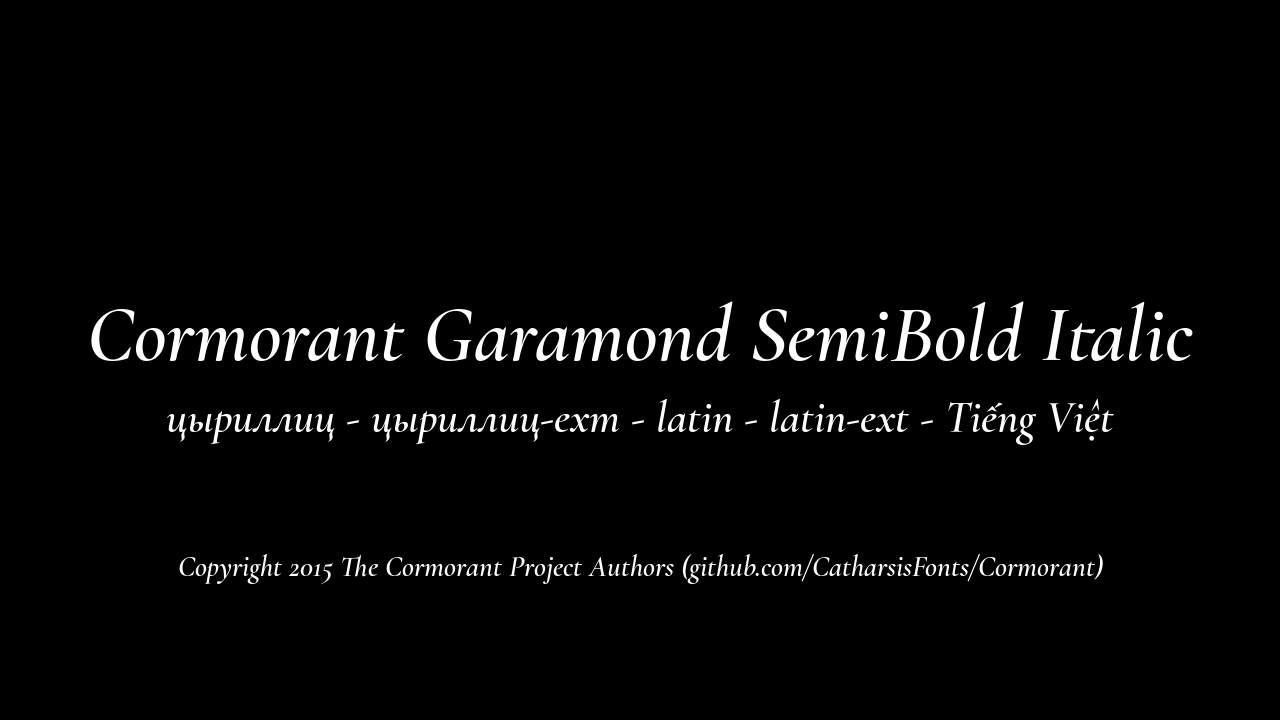 Cormorant Garamond SemiBold Italic
цыриллиц - цыриллиц-ехт - latin - latin-ext - Tiếng Việt
Copyright 2015 The Cormorant Project Authors (github.com/CatharsisFonts/Cormorant)